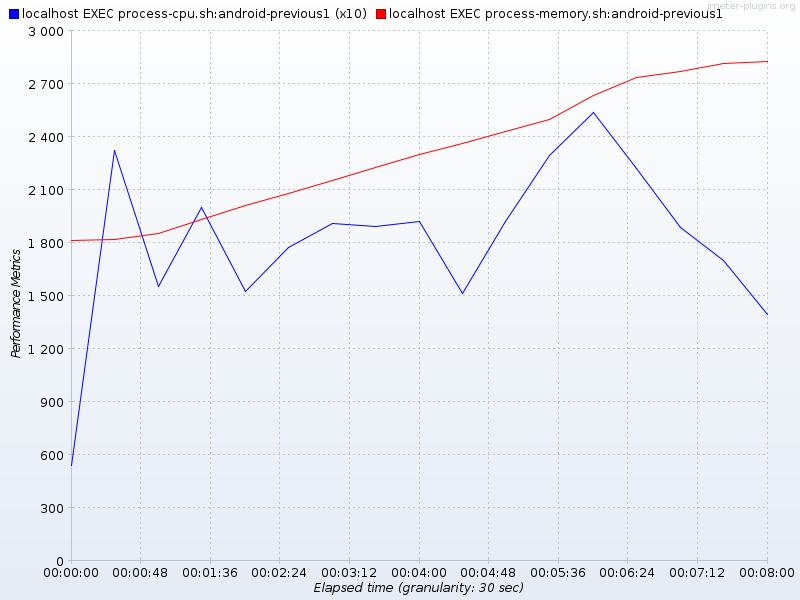 jmeter-plugins.org
localhost EXEC process-cpu.sh:android-previous1 (x10) localhost EXEC process-memory.sh:android-previous1
3 000
2 700
2 400
2 100
1 800
1 500
1 200
900
600
300
0
Performance Metrics
00:00:00 00:00:48 00:01:36 00:02:24 00:03:12 00:04:00 00:04:48 00:05:36 00:06:24 00:07:12 00:08:00
Elapsed time (granularity: 30 sec)